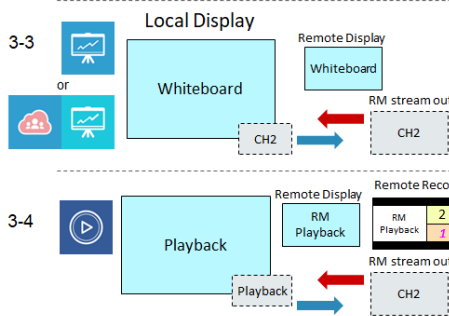 Local Display
3-3
Remote Display
Whiteboard
Whiteboard
or
RM stream out
CH2
CH2
Remote Reco
Remote Display
3-4
RM
Playback
RM
Playback
2
1
Playback
RM stream out
Playback
CH2